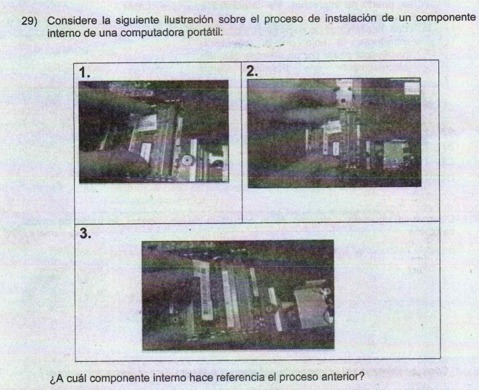 29) Considere la siguiente ilustración sobre el proceso de instalación de un componente
interno de una computadora portátil:
1.
2.
3.
¿A cuál componente interno hace referencia el proceso anterior?